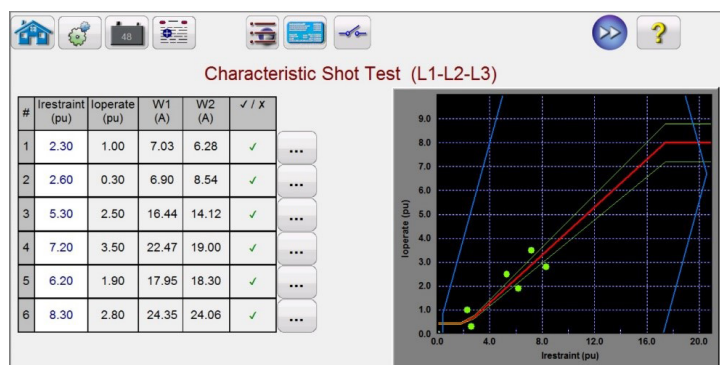 48
?
Characteristic Shot Test (L1-L2-L3)
# Irestraint (pu) Ioperate (pu) W1 (A) W2 (A) ✓ / ✗
1 2.30 1.00 7.03 6.28 ✓ ...
2 2.60 0.30 6.90 8.54 ✓ ...
3 5.30 2.50 16.44 14.12 ✓ ...
4 7.20 3.50 22.47 19.00 ✓ ...
5 6.20 1.90 17.95 18.30 ✓ ...
6 8.30 2.80 24.35 24.06 ✓ ...
Ioperate (pu)
9.0
8.0
7.0
6.0
5.0
4.0
3.0
2.0
1.0
0.0
0.0 4.0 8.0 12.0 16.0 20.0
Irestraint (pu)